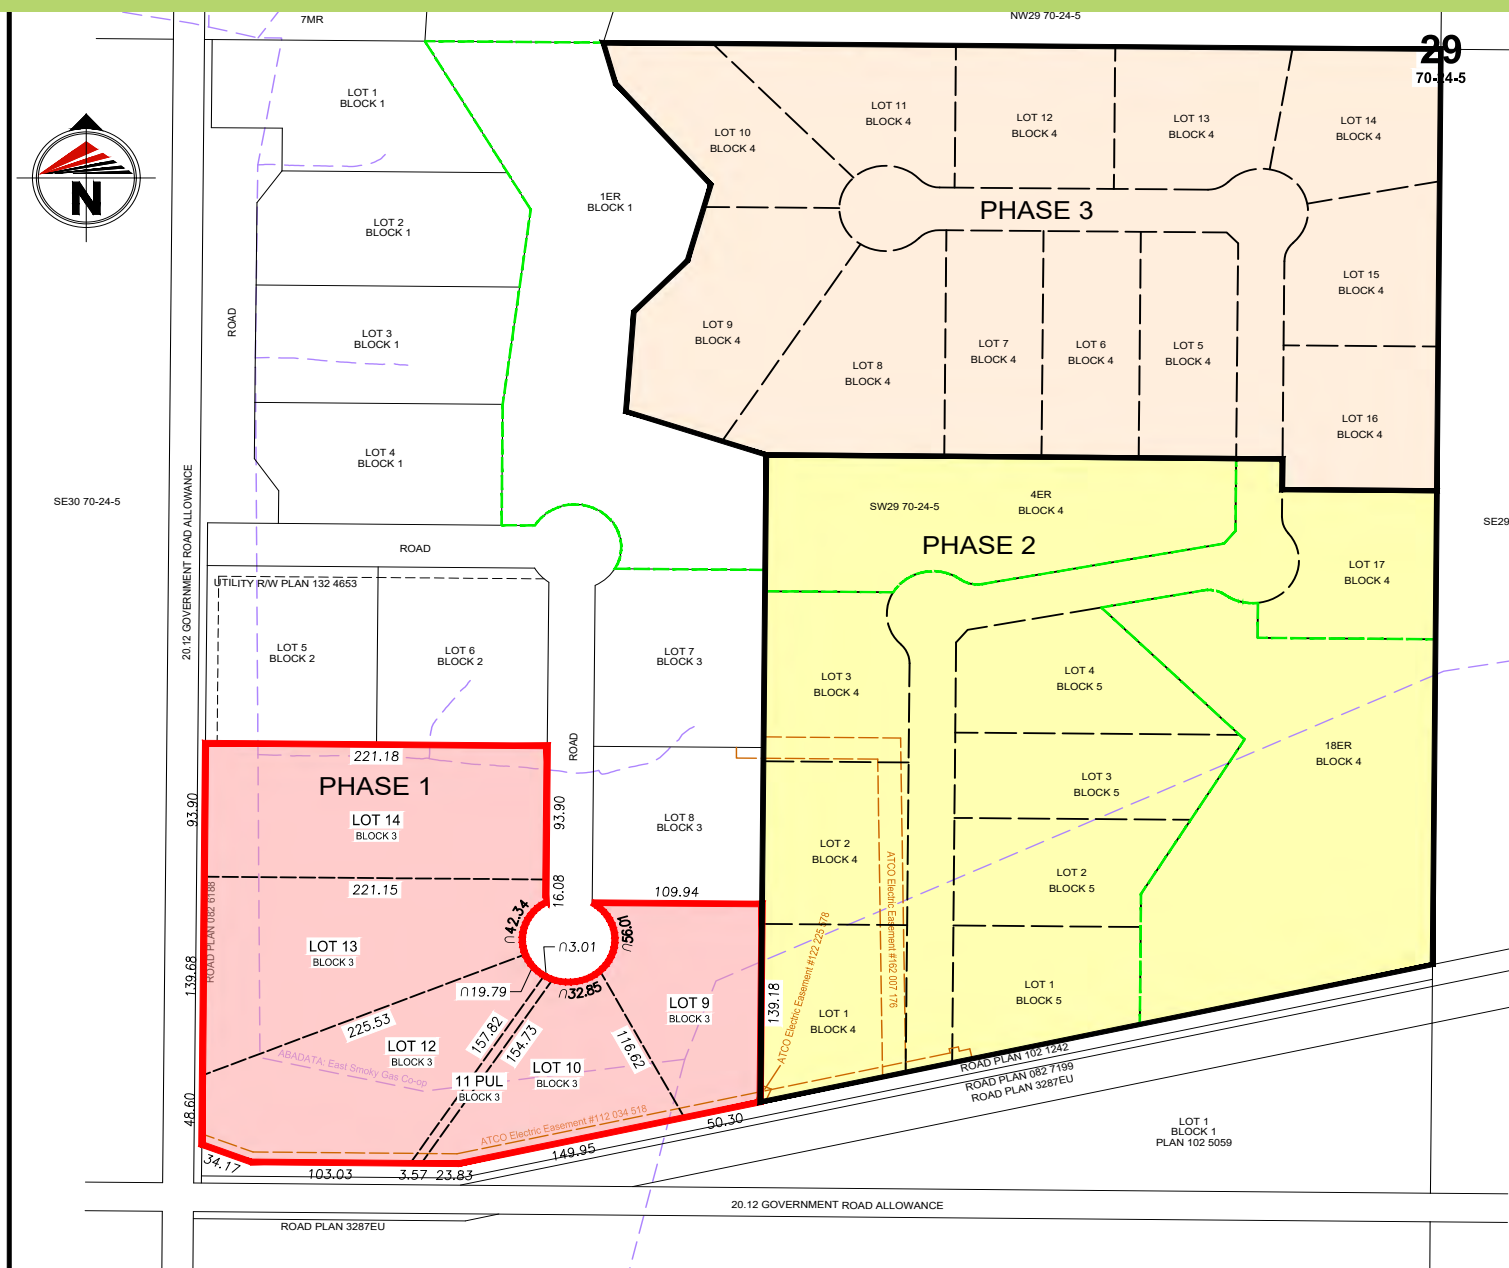 7MR
NW29 70-24-5
29
70-24-5
N
LOT 1
BLOCK 1
LOT 2
BLOCK 1
LOT 3
BLOCK 1
LOT 4
BLOCK 1
1ER
BLOCK 1
ROAD
SE30 70-24-5
20.12 GOVERNMENT ROAD ALLOWANCE
LOT 10
BLOCK 4
LOT 11
BLOCK 4
LOT 12
BLOCK 4
LOT 13
BLOCK 4
LOT 14
BLOCK 4
PHASE 3
LOT 9
BLOCK 4
LOT 8
BLOCK 4
LOT 7
BLOCK 4
LOT 6
BLOCK 4
LOT 5
BLOCK 4
LOT 15
BLOCK 4
LOT 16
BLOCK 4
ROAD
UTILITY R/W PLAN 132 4653
LOT 5
BLOCK 2
LOT 6
BLOCK 2
LOT 7
BLOCK 3
ROAD
LOT 8
BLOCK 3
SW29 70-24-5
4ER
BLOCK 4
PHASE 2
SE29
LOT 17
BLOCK 4
LOT 3
BLOCK 4
LOT 4
BLOCK 5
LOT 3
BLOCK 5
18ER
BLOCK 4
LOT 2
BLOCK 4
LOT 2
BLOCK 5
LOT 1
BLOCK 4
LOT 1
BLOCK 5
ATCO Electric Easement #162 007 176
ATCO Electric Easement #122 225 578
221.18
PHASE 1
93.90
LOT 14
BLOCK 3
93.90
221.15
16.08
109.94
ROAD PLAN 082 6188
42.34
56.01
∩3.01
LOT 13
BLOCK 3
139.68
∩19.79
∩32.85
LOT 9
BLOCK 3
139.18
225.53
157.82
154.73
116.62
LOT 12
BLOCK 3
ABADATA: East Smoky Gas Co-op
LOT 10
BLOCK 3
11 PUL
BLOCK 3
48.60
ATCO Electric Easement #112 034 518
50.30
149.95
34.17
103.03
3.57
23.83
ROAD PLAN 102 1242
ROAD PLAN 082 7199
ROAD PLAN 3287EU
LOT 1
BLOCK 1
PLAN 102 5059
20.12 GOVERNMENT ROAD ALLOWANCE
ROAD PLAN 3287EU